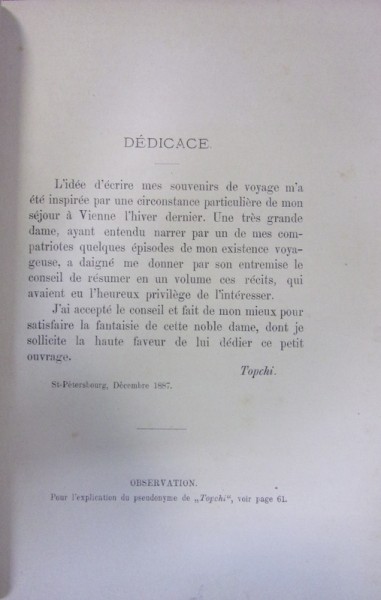 DÉDICACE.
L'idée d'écrire mes souvenirs de voyage m'a
été inspirée par une circonstance particulière de mon
séjour à Vienne l'hiver dernier. Une très grande
dame, ayant entendu narrer par un de mes com-
patriotes quelques épisodes de mon existence voya-
geuse, a daigné me donner par son entremise le
conseil de résumer en un volume ces récits, qui
avaient eu l'heureux privilège de l'intéresser.
J'ai accepté le conseil et fait de mon mieux pour
satisfaire la fantaisie de cette noble dame, dont je
sollicite la haute faveur de lui dédier ce petit
ouvrage.
Topchi.
St-Pétersbourg, Décembre 1887.
OBSERVATION.
Pour l'explication du pseudonyme de „Topchi“, voir page 61.